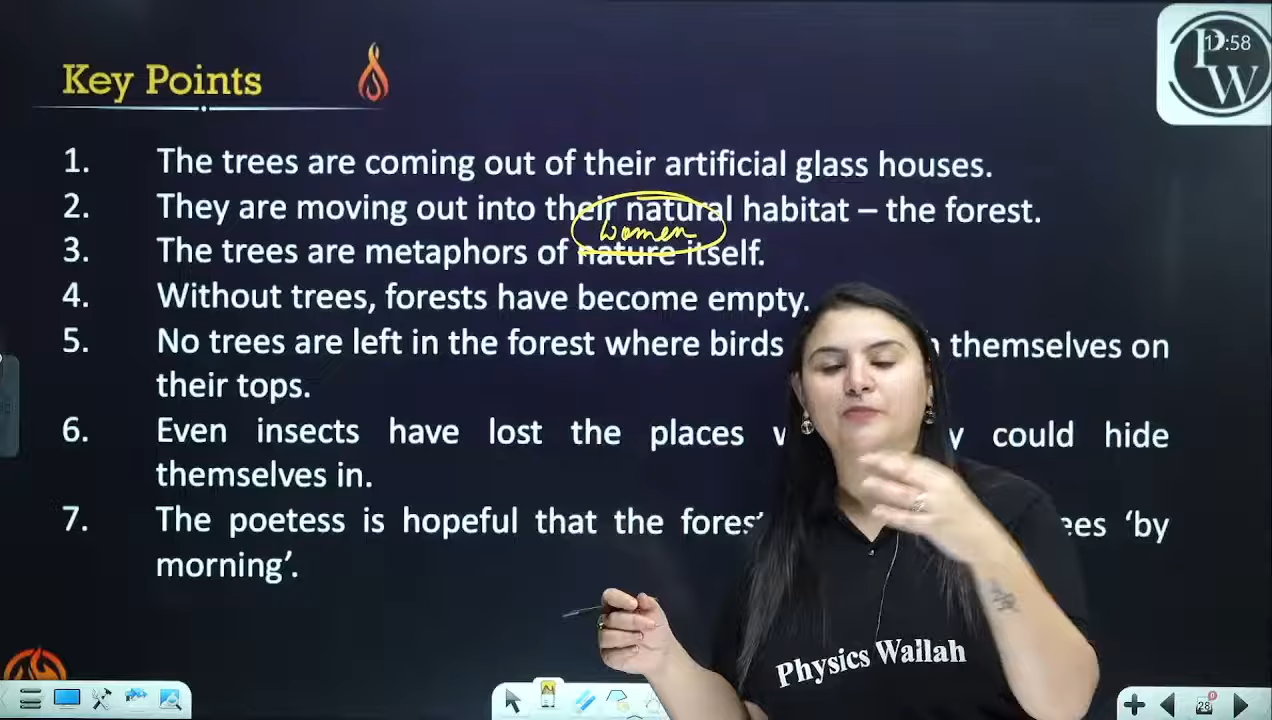 Key Points
PW
11:58
1. The trees are coming out of their artificial glass houses.
2. They are moving out into their natural habitat – the forest.
women
3. The trees are metaphors of nature itself.
4. Without trees, forests have become empty.
5. No trees are left in the forest where birds themselves on
their tops.
6. Even insects have lost the places could hide
themselves in.
7. The poetess is hopeful that the 'by
morning'.
Physics Wallah
28